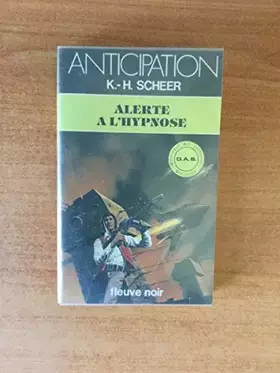 ANTICIPATION
K.-H. SCHEER
ALERTE
A L'HYPNOSE
D.A.S.
fleuve noir